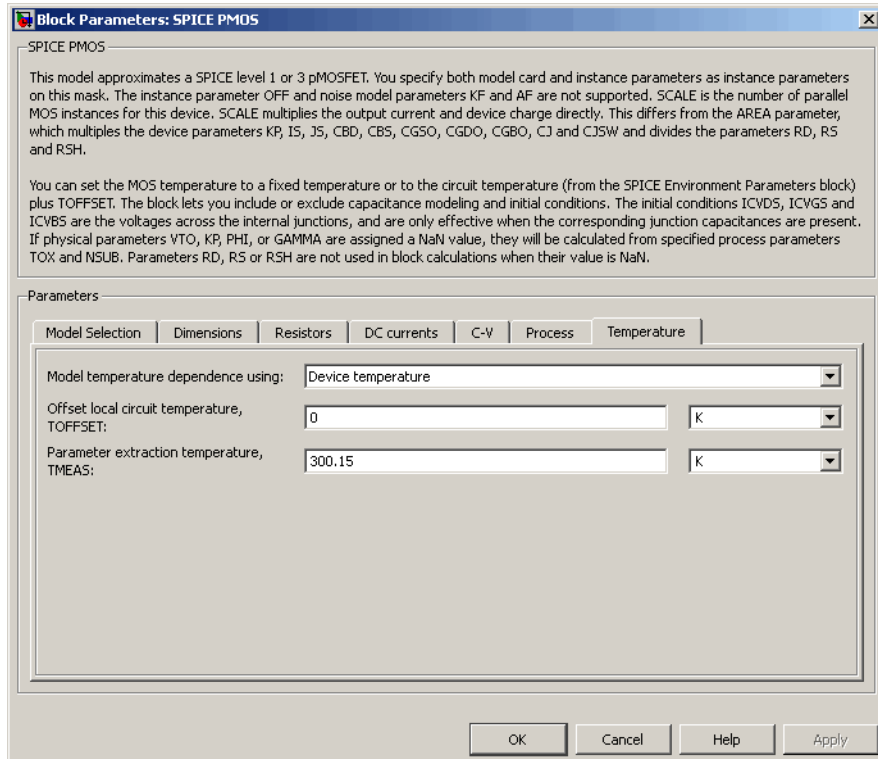 Block Parameters: SPICE PMOS
SPICE PMOS
This model approximates a SPICE level 1 or 3 pMOSFET. You specify both model card and instance parameters as instance parameters
on this mask. The instance parameter OFF and noise model parameters KF and AF are not supported. SCALE is the number of parallel
MOS instances for this device. SCALE multiplies the output current and device charge directly. This differs from the AREA parameter,
which multiples the device parameters KP, IS, JS, CBD, CBS, CGSO, CGDO, CGBO, CJ and CJSW and divides the parameters RD, RS
and RSH.
You can set the MOS temperature to a fixed temperature or to the circuit temperature (from the SPICE Environment Parameters block)
plus TOFFSET. The block lets you include or exclude capacitance modeling and initial conditions. The initial conditions ICVDS, ICVGS and
ICVBS are the voltages across the internal junctions, and are only effective when the corresponding junction capacitances are present.
If physical parameters VTO, KP, PHI, or GAMMA are assigned a NaN value, they will be calculated from specified process parameters
TOX and NSUB. Parameters RD, RS or RSH are not used in block calculations when their value is NaN.
Parameters
Model Selection Dimensions Resistors DC currents C-V Process Temperature
Model temperature dependence using: Device temperature
Offset local circuit temperature,
TOFFSET: 0 K
Parameter extraction temperature,
TMEAS: 300.15 K
OK Cancel Help Apply